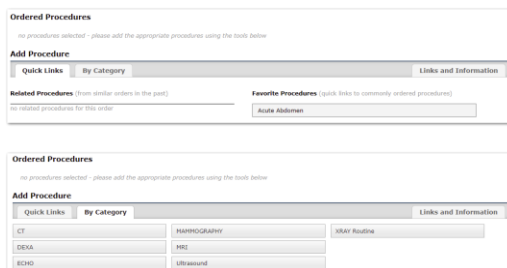 Ordered Procedures
no procedures selected - please add the appropriate procedures using the tools below
Add Procedure
Quick Links By Category Links and Information
Related Procedures (from similar orders in the past) Favorite Procedures (quick links to commonly ordered procedures)
no related procedures for this order Acute Abdomen
Ordered Procedures
no procedures selected - please add the appropriate procedures using the tools below
Add Procedure
Quick Links By Category Links and Information
CT MAMMOGRAPHY XRAY Routine
DEXA MRI
ECHO Ultrasound